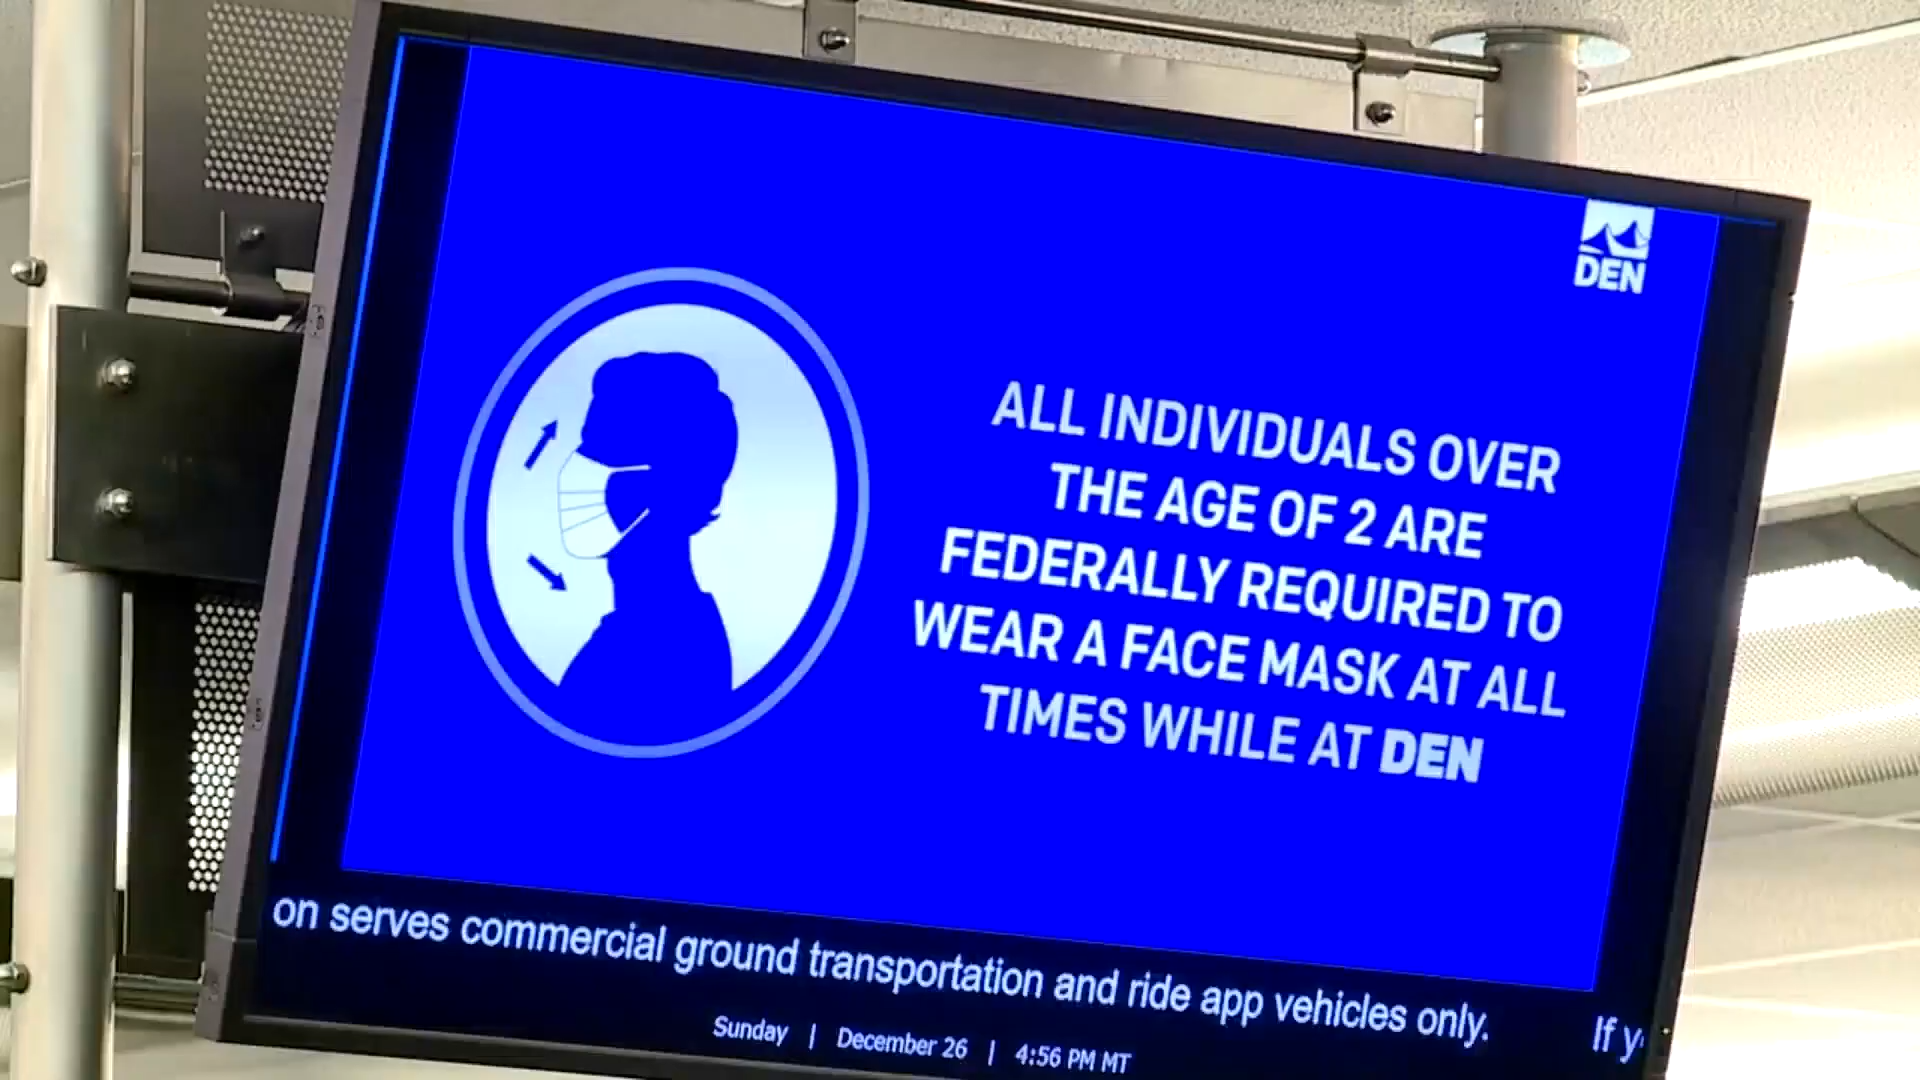 DEN
ALL INDIVIDUALS OVER
THE AGE OF 2 ARE
FEDERALLY REQUIRED TO
WEAR A FACE MASK AT ALL
TIMES WHILE AT DEN
on serves commercial ground transportation and ride app vehicles only. If y
Sunday | December 26 | 4:56 PM MT